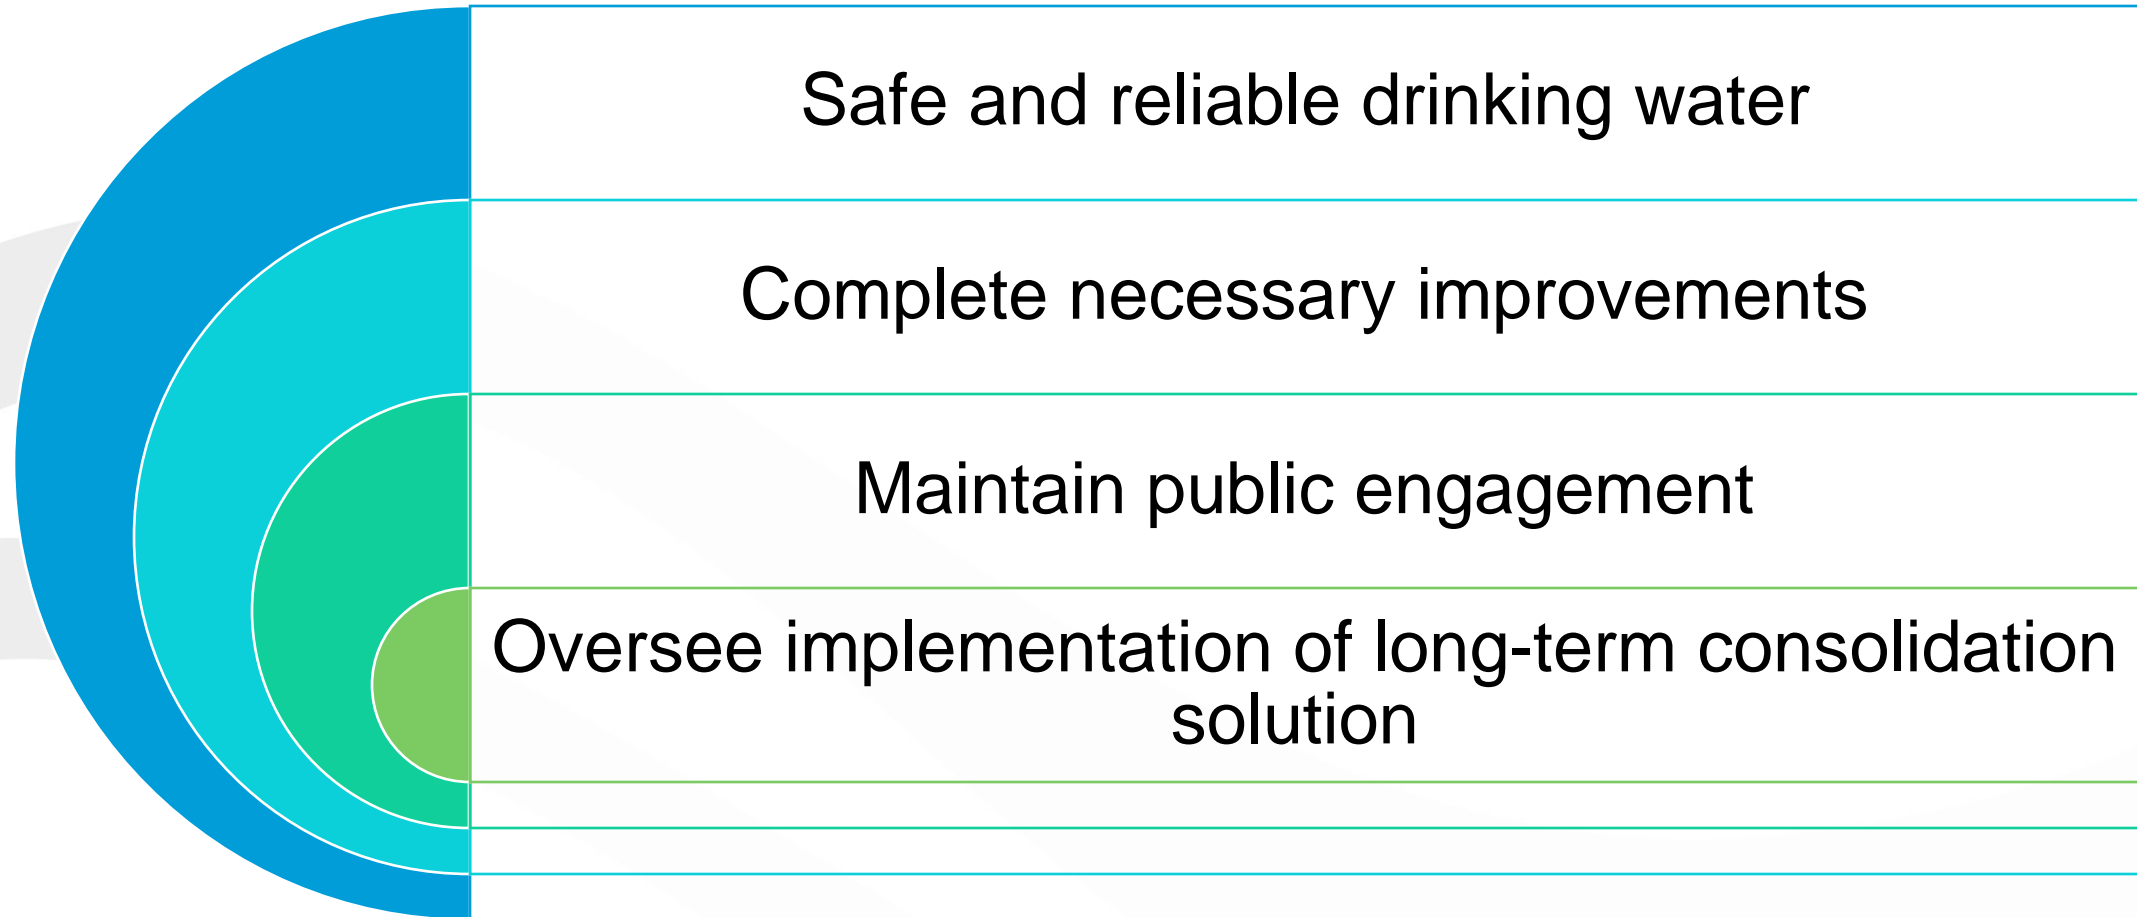 Safe and reliable drinking water
Complete necessary improvements
Maintain public engagement
Oversee implementation of long-term consolidation
solution